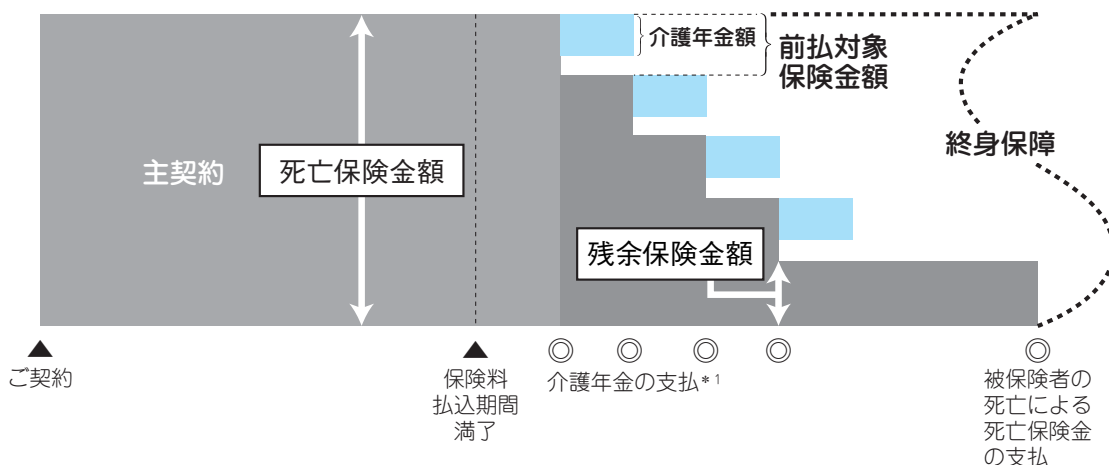 介護年金額
前払対象
保険金額
終身保障
主契約
死亡保険金額
残余保険金額
ご契約
保険料
払込期間
満了
介護年金の支払*1
被保険者の
死亡による
死亡保険金
の支払